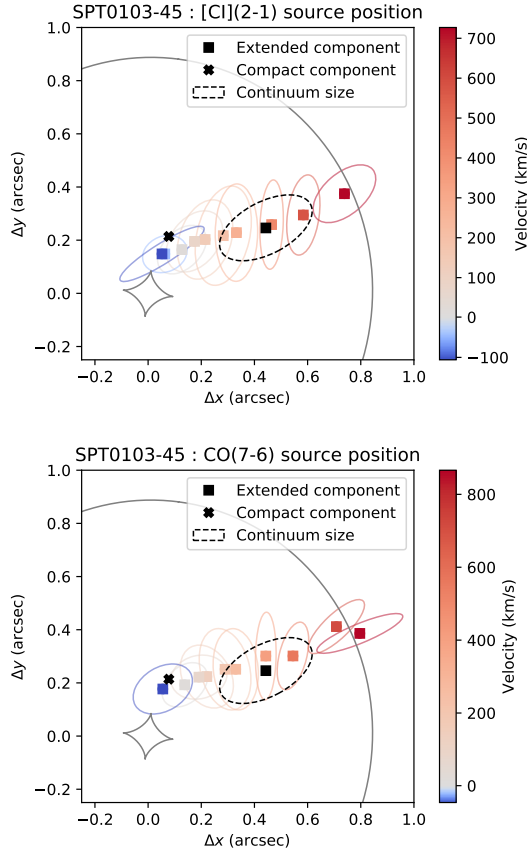 SPT0103-45 : [CI](2-1) source position
Extended component
Compact component
Continuum size
1.0
0.8
0.6
0.4
0.2
0.0
−0.2
Δy (arcsec)
−0.2 0.0 0.2 0.4 0.6 0.8 1.0
Δx (arcsec)
700
600
500
400
300
200
100
0
−100
Velocity (km/s)
SPT0103-45 : CO(7-6) source position
Extended component
Compact component
Continuum size
1.0
0.8
0.6
0.4
0.2
0.0
−0.2
Δy (arcsec)
−0.2 0.0 0.2 0.4 0.6 0.8 1.0
Δx (arcsec)
800
600
400
200
0
Velocity (km/s)